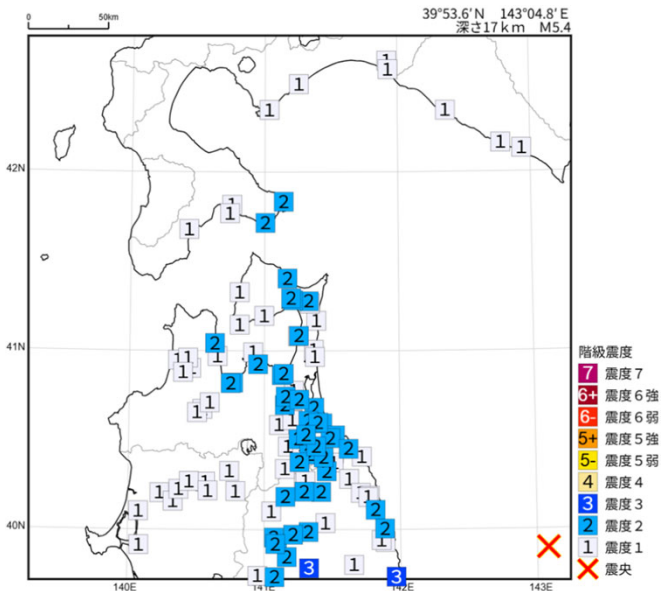 0 50km
39°53.6′N 143°04.8′E
深さ17km M5.4
42N
41N
40N
140E 141E 142E 143E
階級震度
7 震度7
6+ 震度6強
6- 震度6弱
5+ 震度5強
5- 震度5弱
4 震度4
3 震度3
2 震度2
1 震度1
震央